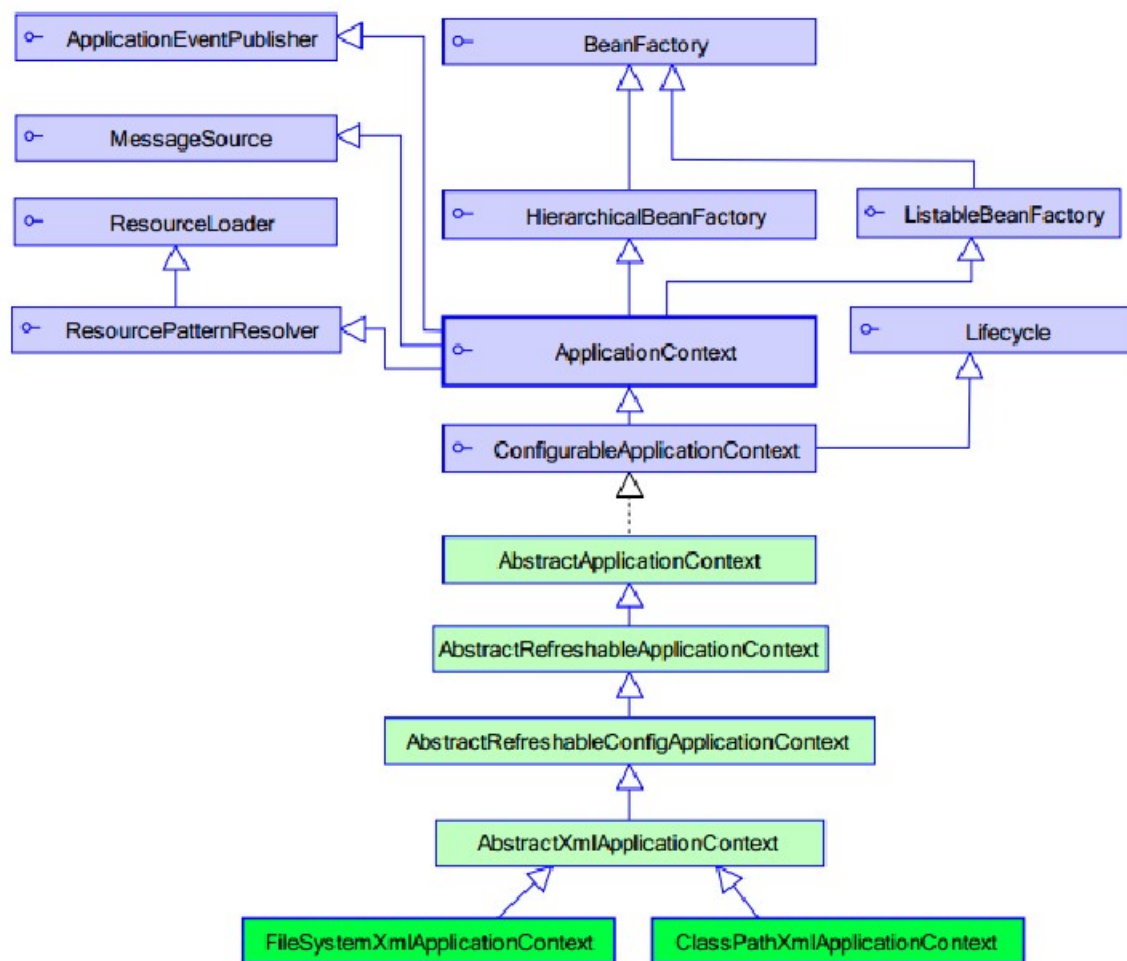 ApplicationEventPublisher
BeanFactory
MessageSource
ResourceLoader
HierarchicalBeanFactory
ListableBeanFactory
ResourcePatternResolver
ApplicationContext
Lifecycle
ConfigurableApplicationContext
AbstractApplicationContext
AbstractRefreshableApplicationContext
AbstractRefreshableConfigApplicationContext
AbstractXmlApplicationContext
FileSystemXmlApplicationContext
ClassPathXmlApplicationContext